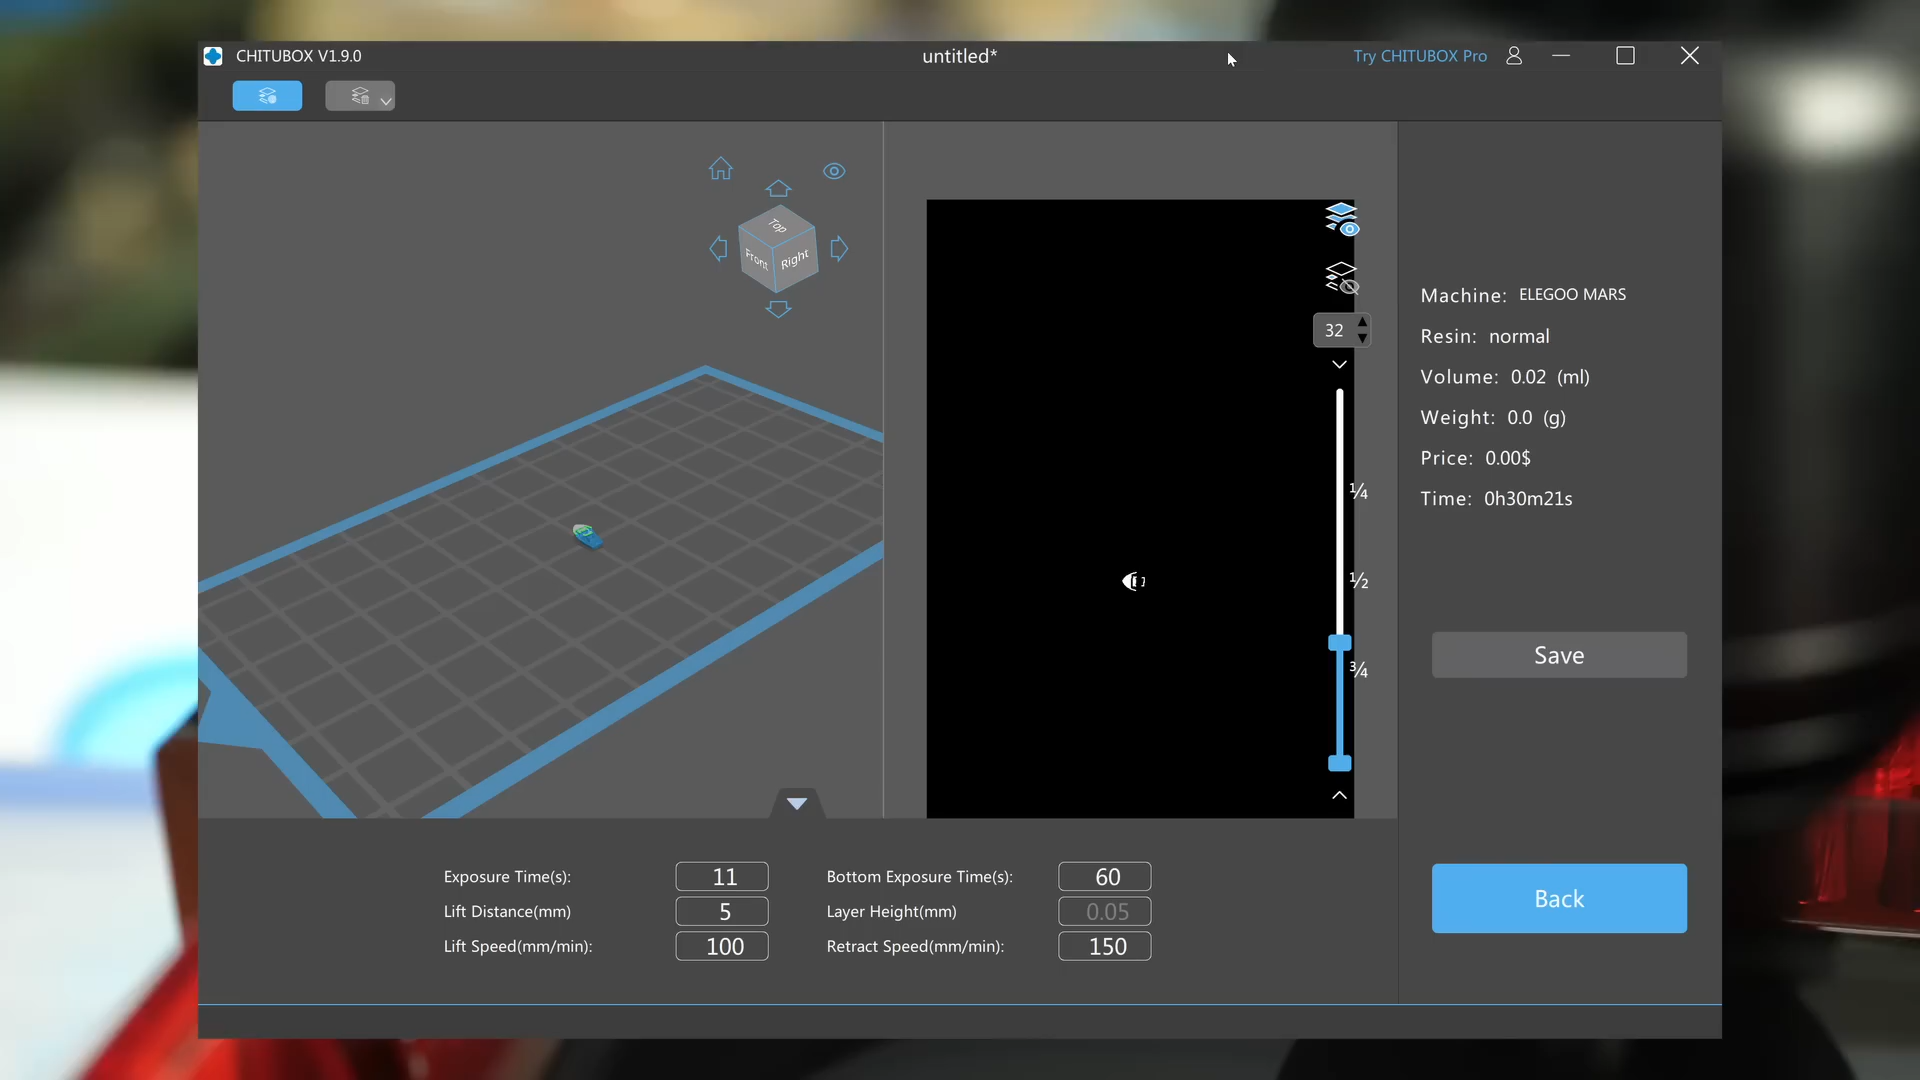 CHITUBOX V1.9.0
untitled*
Try CHITUBOX Pro
Top
Front
Right
32
¼
½
¾
Machine: ELEGOO MARS
Resin: normal
Volume: 0.02 (ml)
Weight: 0.0 (g)
Price: 0.00$
Time: 0h30m21s
Save
Back
Exposure Time(s): 11
Bottom Exposure Time(s): 60
Lift Distance(mm) 5
Layer Height(mm) 0.05
Lift Speed(mm/min): 100
Retract Speed(mm/min): 150